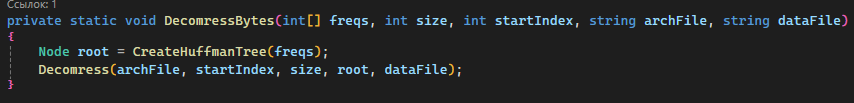 Ссылок: 1
private static void DecomressBytes(int[] freqs, int size, int startIndex, string archFile, string dataFile)
{
Node root = CreateHuffmanTree(freqs);
Decomress(archFile, startIndex, size, root, dataFile);
}